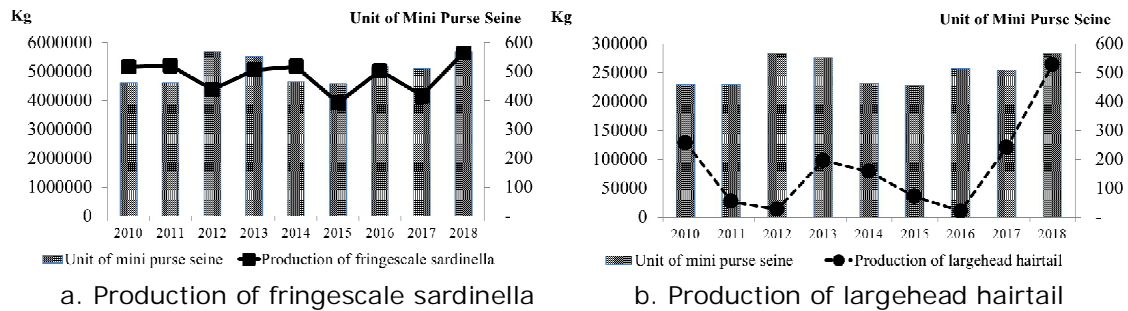 Kg Unit of Mini Purse Seine
6000000 600
5000000 500
4000000 400
3000000 300
2000000 200
1000000 100
0 -
2010 2011 2012 2013 2014 2015 2016 2017 2018
Unit of mini purse seine Production of fringescale sardinella
a. Production of fringescale sardinella
Kg Unit of Mini Purse Seine
300000 600
250000 500
200000 400
150000 300
100000 200
50000 100
0 -
2010 2011 2012 2013 2014 2015 2016 2017 2018
Unit of mini purse seine Production of largehead hairtail
b. Production of largehead hairtail